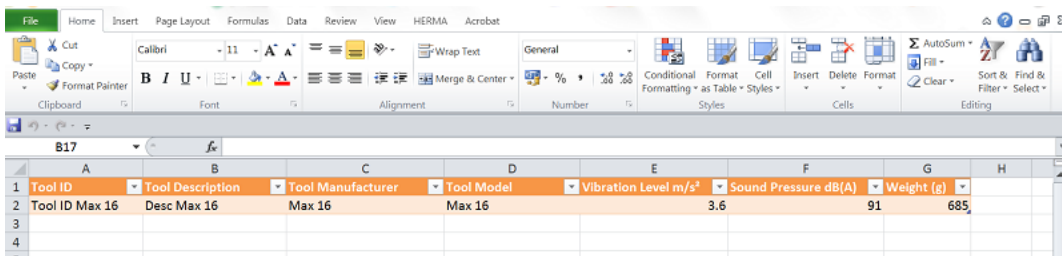 File Home Insert Page Layout Formulas Data Review View HERMA Acrobat
Paste
Cut
Copy
Format Painter
Clipboard
Calibri 11 A A
B I U A
Font
Wrap Text
Merge & Center
Alignment
General
% , .00 .0
Number
Conditional Formatting
Format as Table
Cell Styles
Styles
Insert Delete Format
Cells
Σ AutoSum
Fill
Clear
Sort & Filter
Find & Select
Editing
B17 fx
A B C D E F G H
1 Tool ID Tool Description Tool Manufacturer Tool Model Vibration Level m/s² Sound Pressure dB(A) Weight (g)
2 Tool ID Max 16 Desc Max 16 Max 16 Max 16 3.6 91 685
3
4